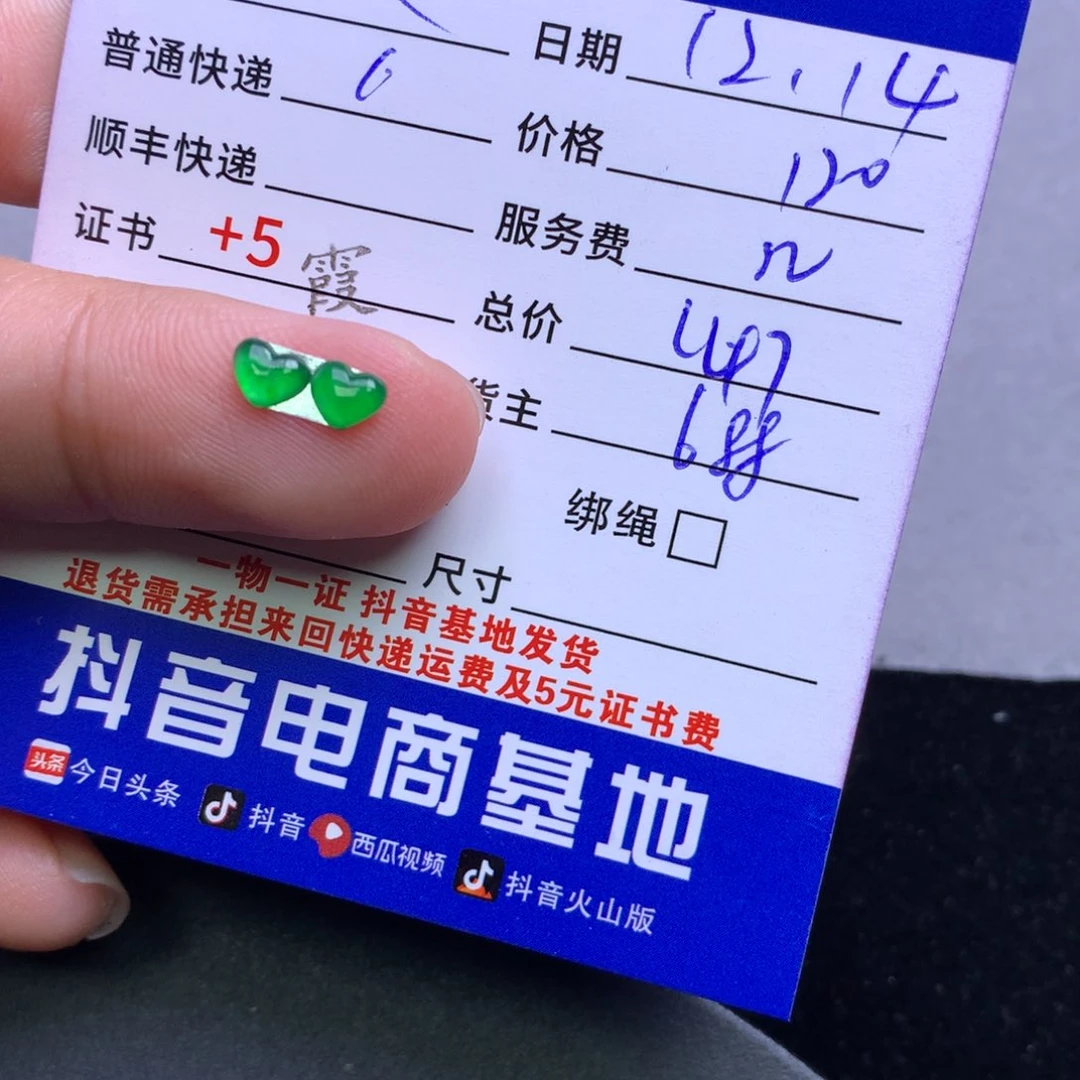 日期 12.14
普通快递 6
价格 120
顺丰快递
服务费
证书 +5 霞
总价 447
货主 688
绑绳
尺寸
一物一证 抖音基地发货
退货需承担来回快递运费及5元证书费
抖音电商基地
今日头条 抖音 西瓜视频 抖音火山版
头条